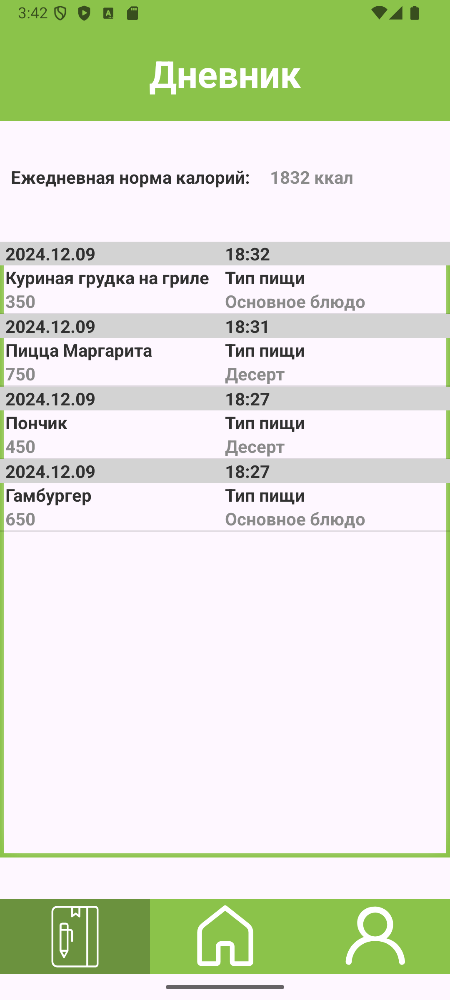 3:42
Дневник
Ежедневная норма калорий: 1832 ккал
2024.12.09 18:32
Куриная грудка на гриле Тип пищи
350 Основное блюдо
2024.12.09 18:31
Пицца Маргарита Тип пищи
750 Десерт
2024.12.09 18:27
Пончик Тип пищи
450 Десерт
2024.12.09 18:27
Гамбургер Тип пищи
650 Основное блюдо